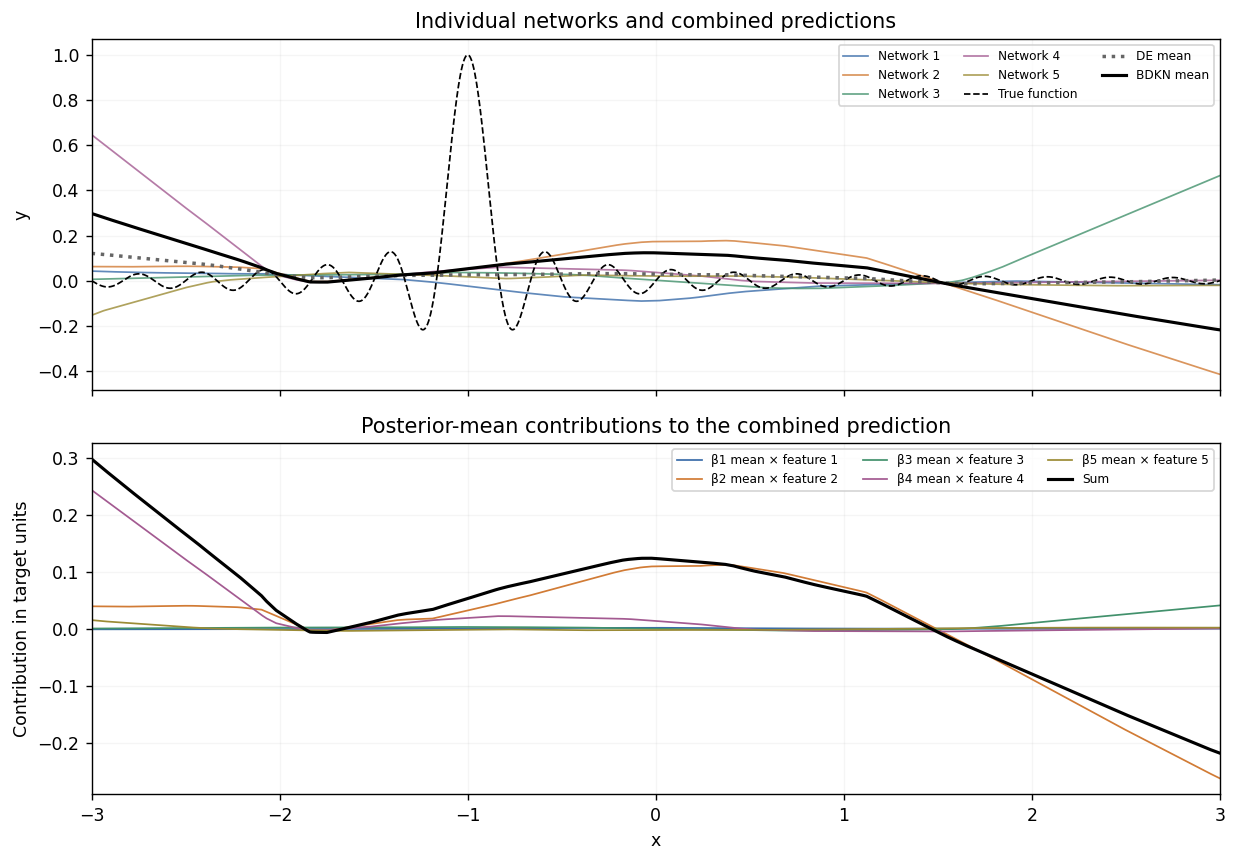 Individual networks and combined predictions
Network 1
Network 2
Network 3
Network 4
Network 5
True function
DE mean
BDKN mean
1.0
0.8
0.6
0.4
0.2
0.0
−0.2
−0.4
y
Posterior-mean contributions to the combined prediction
β1 mean × feature 1
β2 mean × feature 2
β3 mean × feature 3
β4 mean × feature 4
β5 mean × feature 5
Sum
0.3
0.2
0.1
0.0
−0.1
−0.2
Contribution in target units
−3
−2
−1
0
1
2
3
x